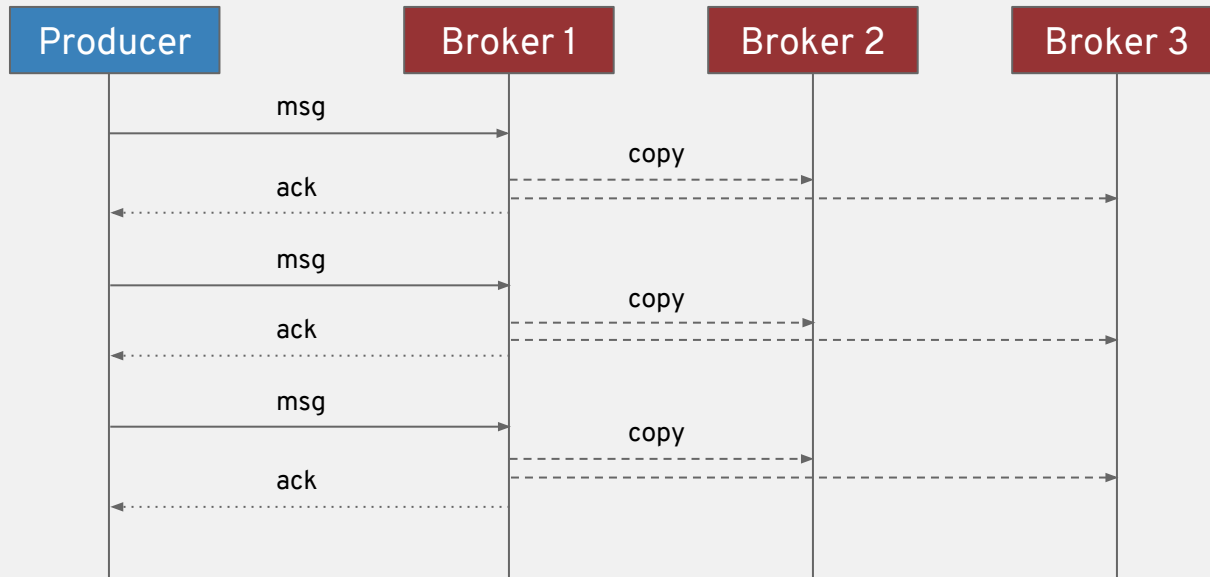 Producer
Broker 1
Broker 2
Broker 3
msg
copy
ack
msg
copy
ack
msg
copy
ack